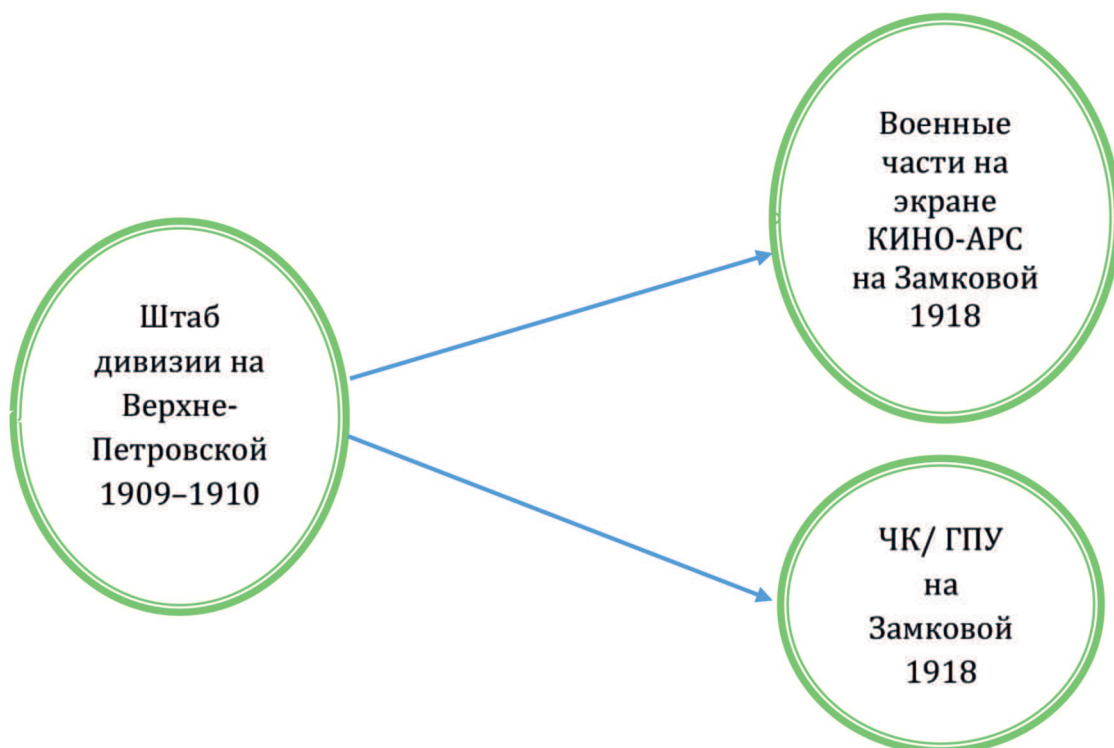 Штаб
дивизии на
Верхне-
Петровской
1909–1910
Военные
части на
экране
КИНО-АРС
на Замковой
1918
ЧК/ ГПУ
на
Замковой
1918